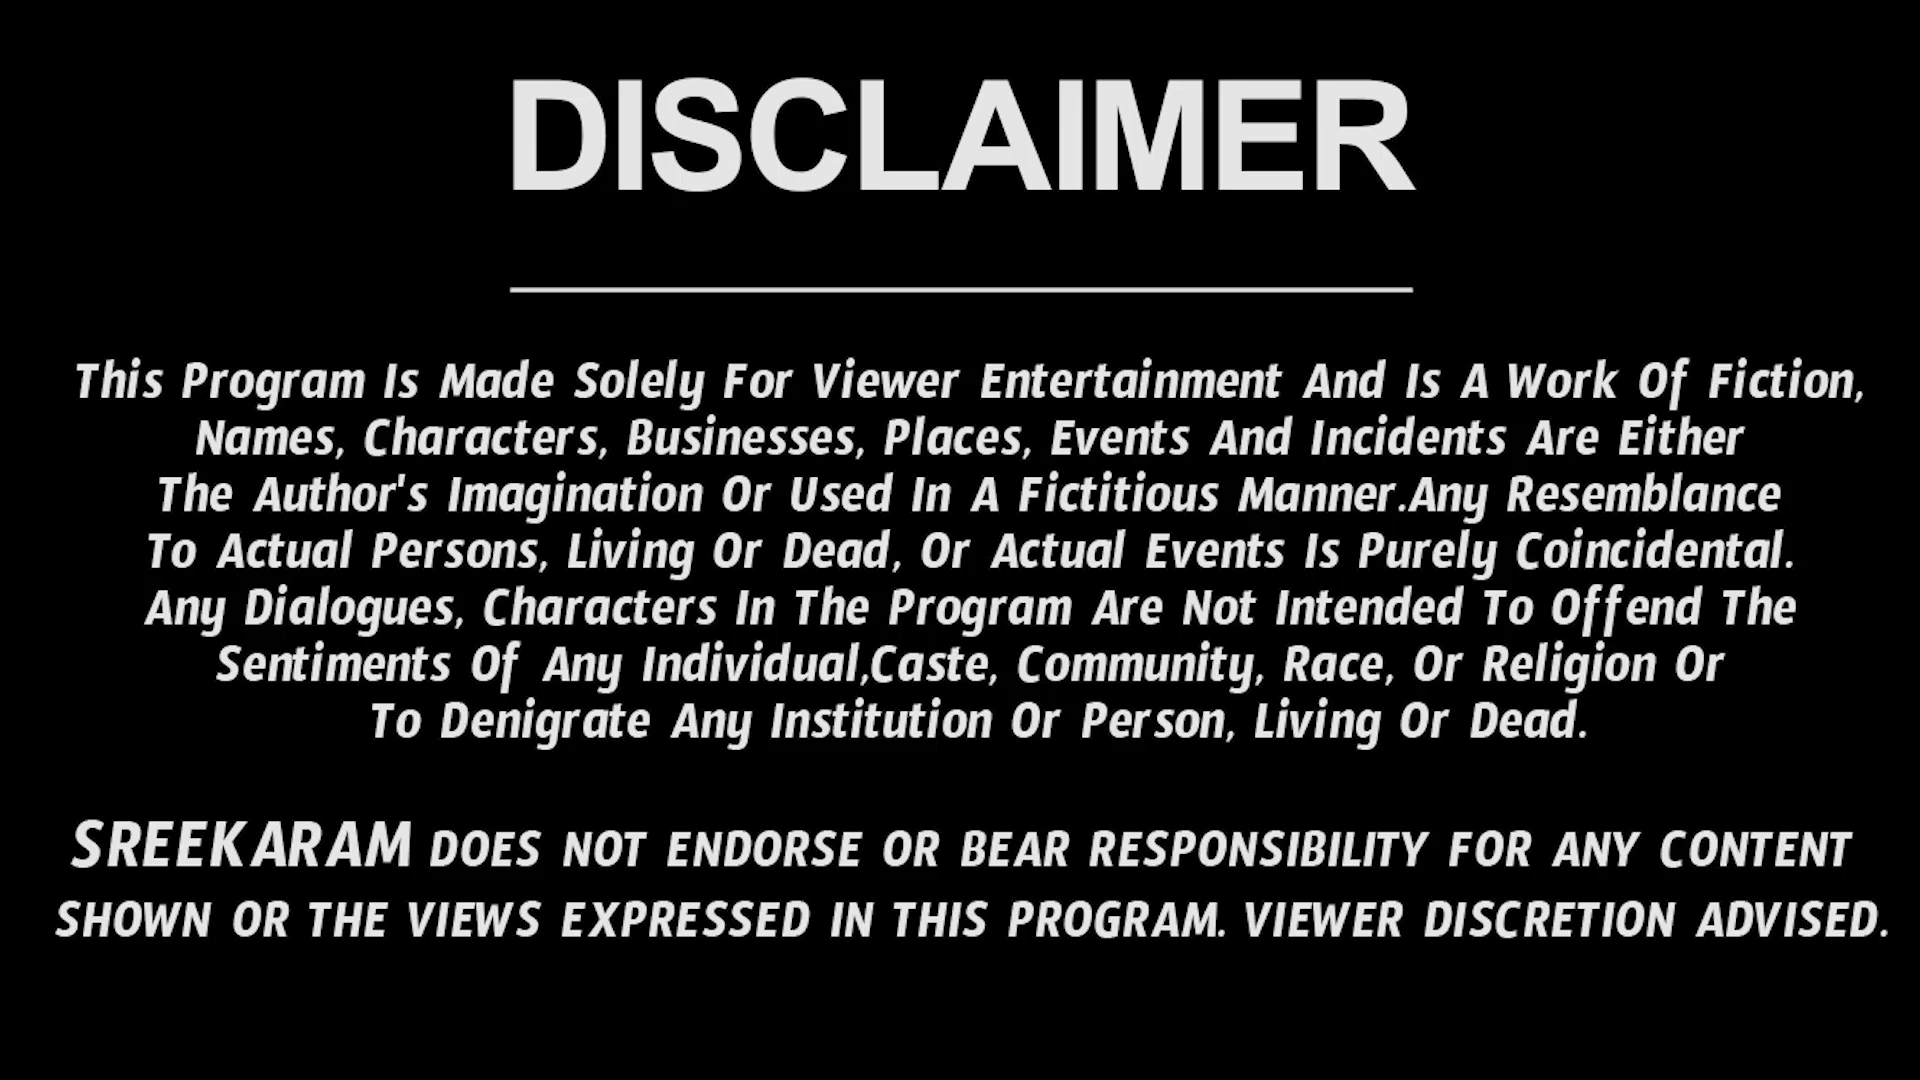 DISCLAIMER
This Program Is Made Solely For Viewer Entertainment And Is A Work Of Fiction,
Names, Characters, Businesses, Places, Events And Incidents Are Either
The Author's Imagination Or Used In A Fictitious Manner.Any Resemblance
To Actual Persons, Living Or Dead, Or Actual Events Is Purely Coincidental.
Any Dialogues, Characters In The Program Are Not Intended To Offend The
Sentiments Of Any Individual,Caste, Community, Race, Or Religion Or
To Denigrate Any Institution Or Person, Living Or Dead.
SREEKARAM DOES NOT ENDORSE OR BEAR RESPONSIBILITY FOR ANY CONTENT
SHOWN OR THE VIEWS EXPRESSED IN THIS PROGRAM. VIEWER DISCRETION ADVISED.